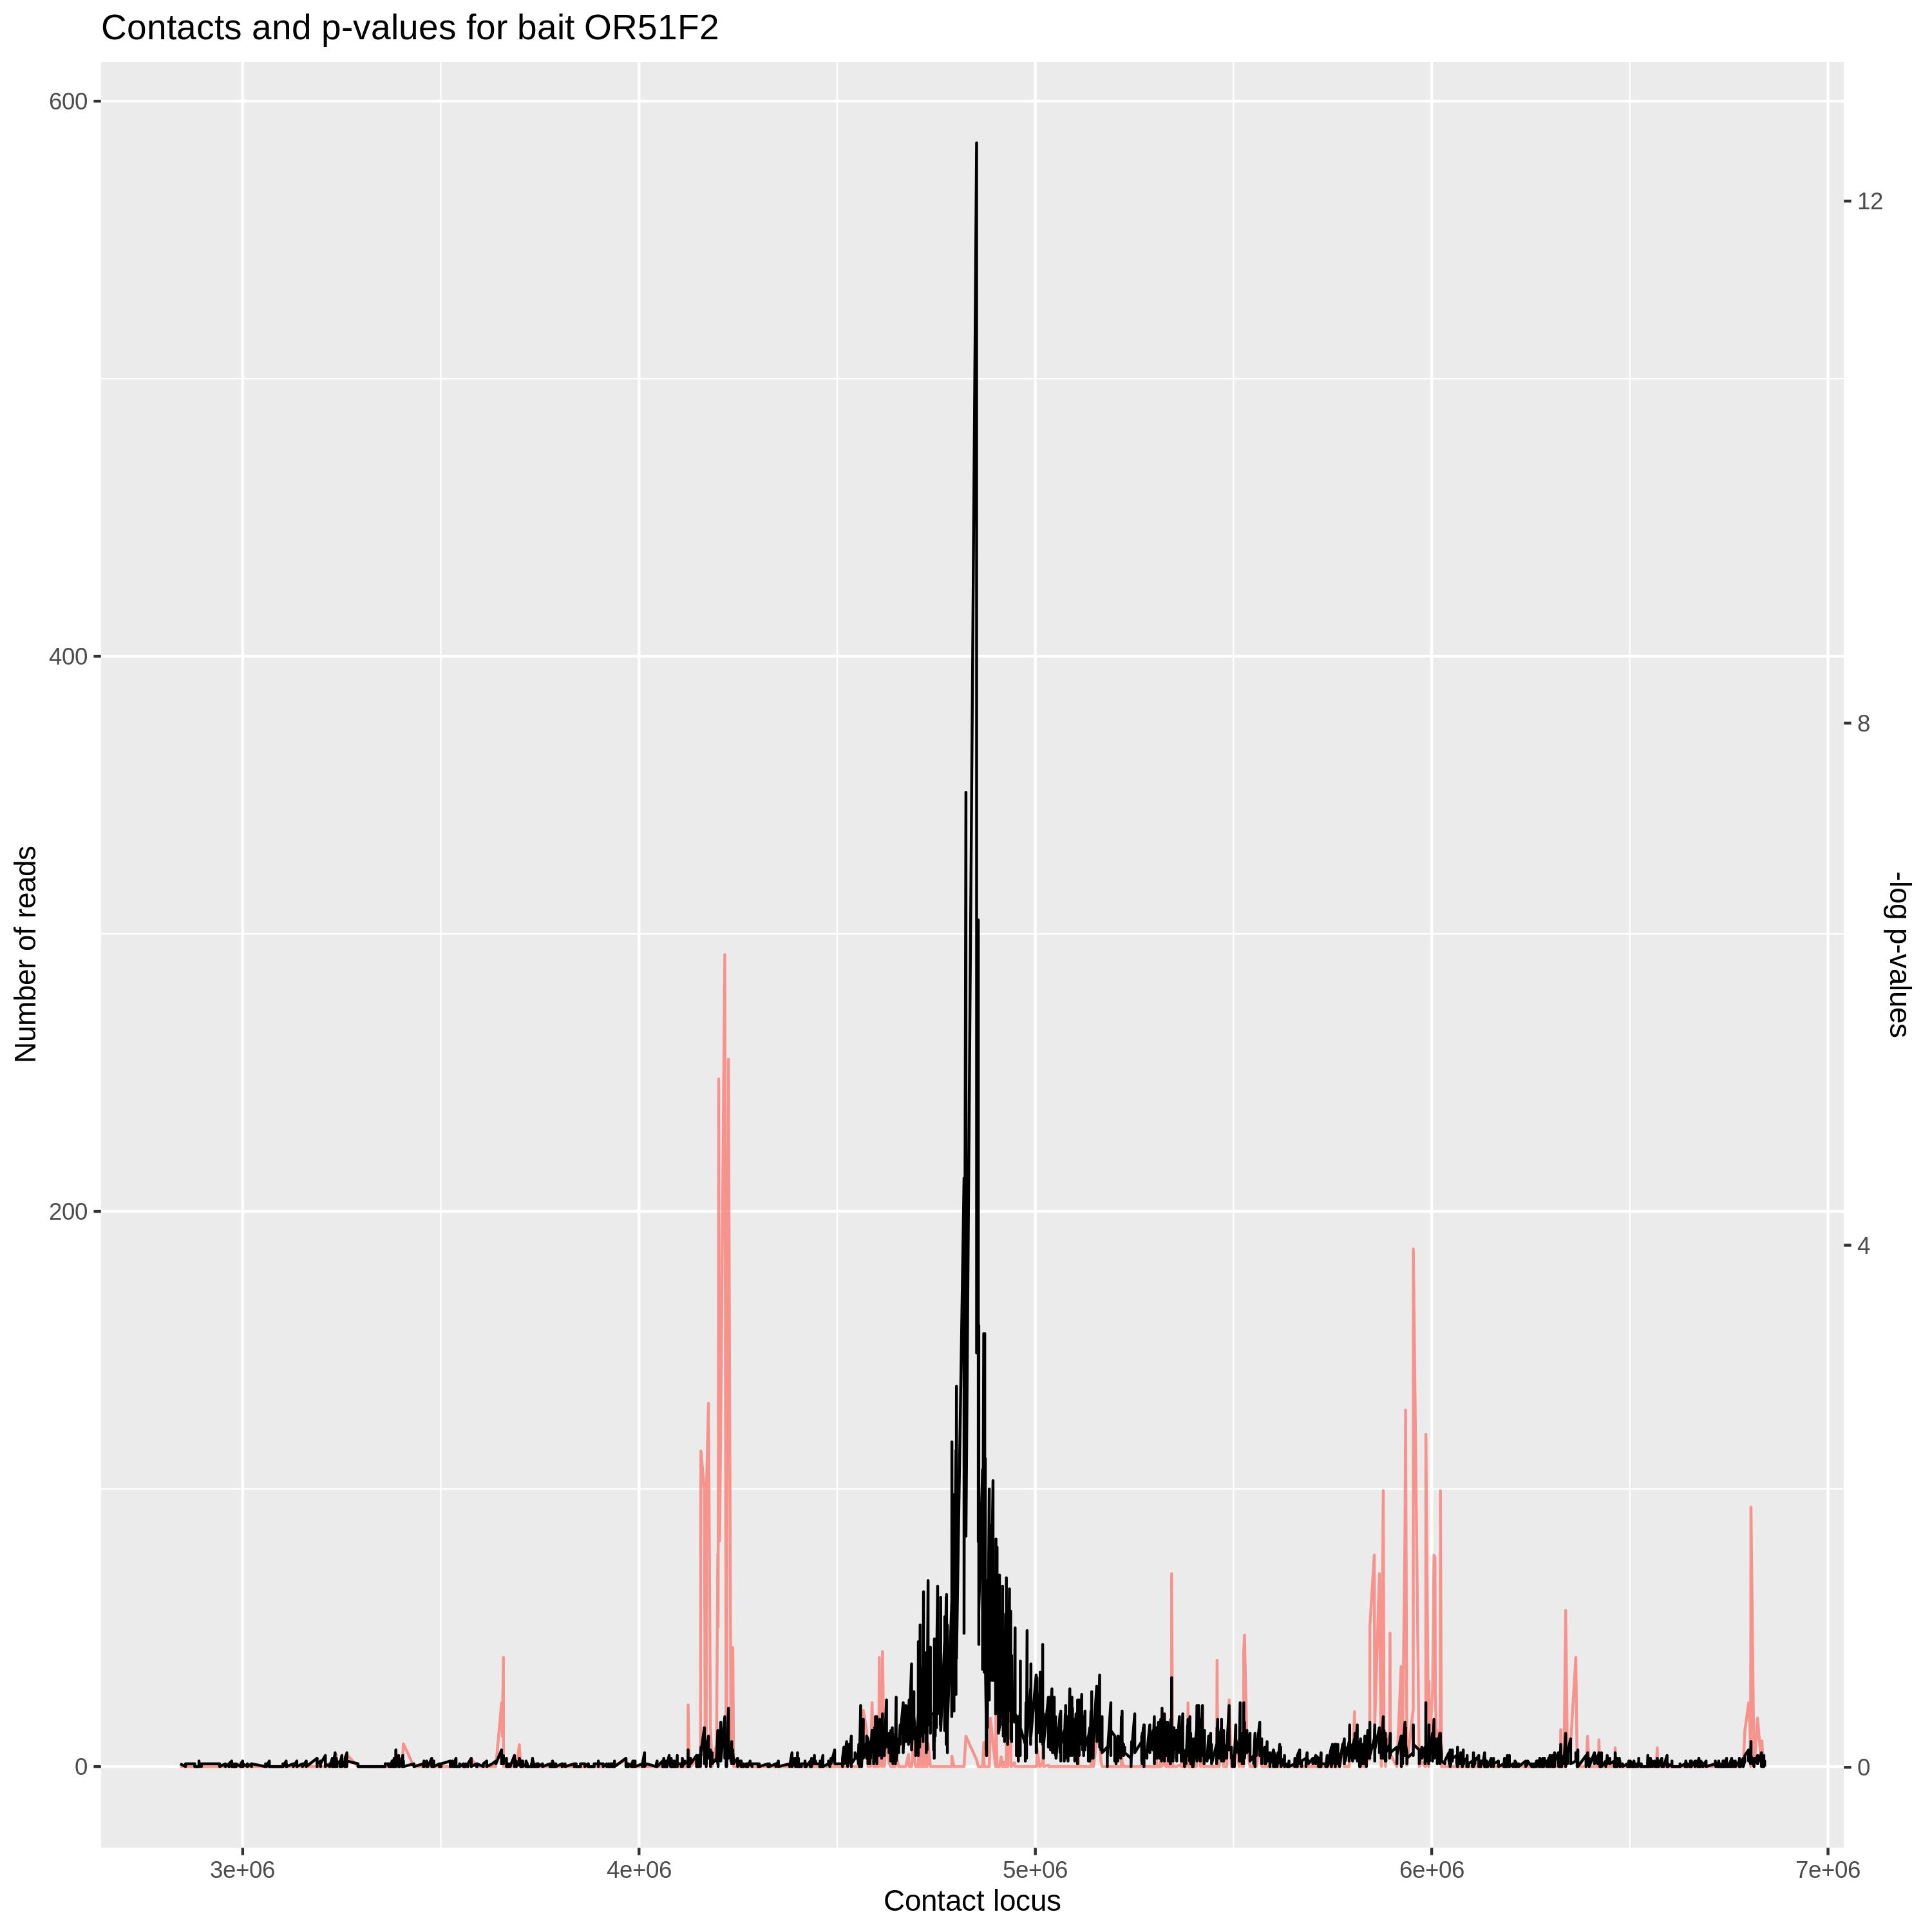 Contacts and p-values for bait OR51F2
600
400
200
0
12
8
4
0
Number of reads
-log p-values
3e+06
4e+06
5e+06
6e+06
7e+06
Contact locus